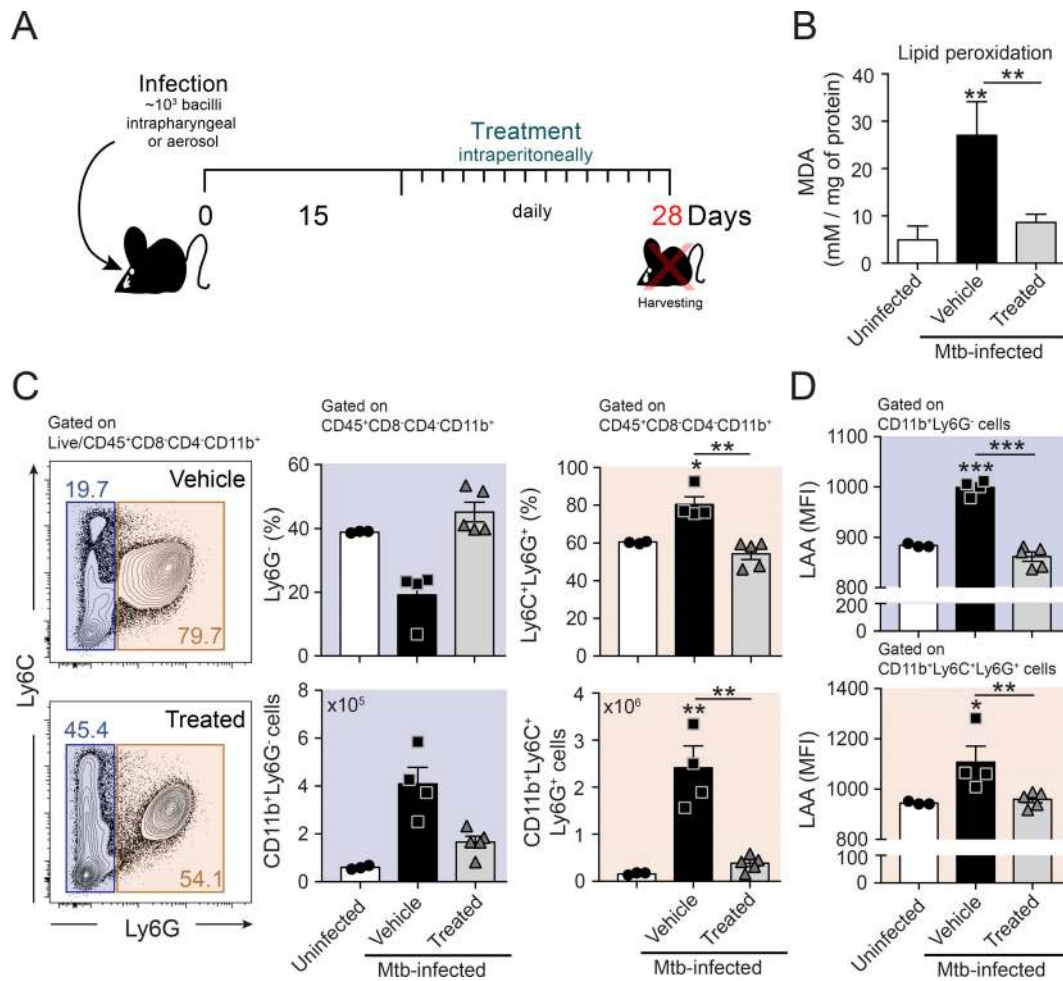 A
Infection
~10³ bacilli
intrapharyngeal
or aerosol
Treatment
intraperitoneally
0
15
daily
28 Days
Harvesting
B
Lipid peroxidation
MDA
(mM / mg of protein)
40
30
20
10
0
**
**
Uninfected
Vehicle
Treated
Mtb-infected
C
Gated on
Live/CD45⁺CD8⁻CD4⁻CD11b⁺
Vehicle
19.7
79.7
Treated
45.4
54.1
Ly6C
Ly6G
Gated on
CD45⁺CD8⁻CD4⁻CD11b⁺
Ly6G⁻ (%)
60
40
20
0
Gated on
CD45⁺CD8⁻CD4⁻CD11b⁺
Ly6C⁺Ly6G⁺ (%)
100
80
60
40
20
0
*
**
CD11b⁺Ly6G⁻ cells
x10⁵
8
6
4
2
0
Uninfected
Vehicle
Treated
Mtb-infected
CD11b⁺Ly6C⁺
Ly6G⁺ cells
x10⁶
4
3
2
1
0
**
**
Uninfected
Vehicle
Treated
Mtb-infected
D
Gated on
CD11b⁺Ly6G⁻ cells
LAA (MFI)
1100
1000
900
800
200
0
***
***
Gated on
CD11b⁺Ly6C⁺Ly6G⁺ cells
LAA (MFI)
1400
1200
1000
800
100
0
*
**
Uninfected
Vehicle
Treated
Mtb-infected